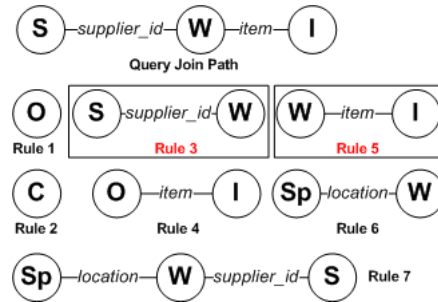 S supplier_id W item I
Query Join Path
O S supplier_id W W item I
Rule 1 Rule 3 Rule 5
C O item I Sp location W
Rule 2 Rule 4 Rule 6
Sp location W supplier_id S Rule 7